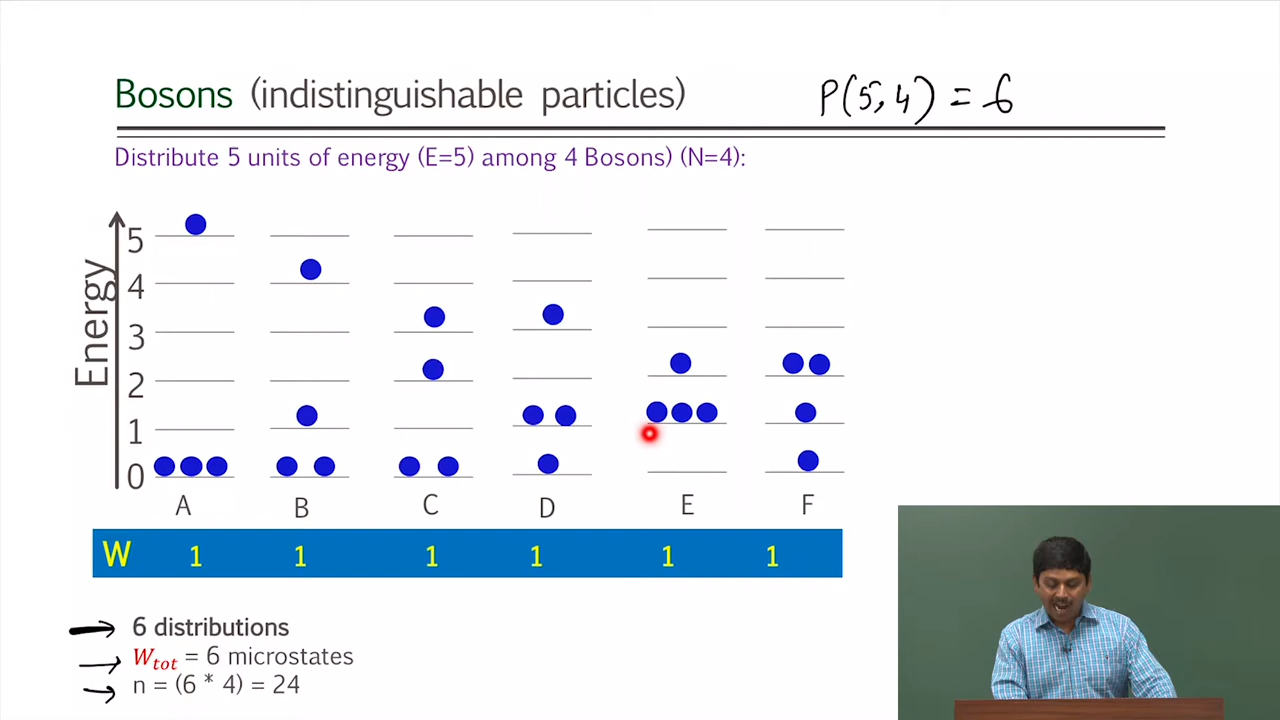 Bosons (indistinguishable particles)
P(5,4) = 6
Distribute 5 units of energy (E=5) among 4 Bosons) (N=4):
Energy
5
4
3
2
1
0
A B C D E F
W 1 1 1 1 1 1
6 distributions
W_tot = 6 microstates
n = (6 * 4) = 24